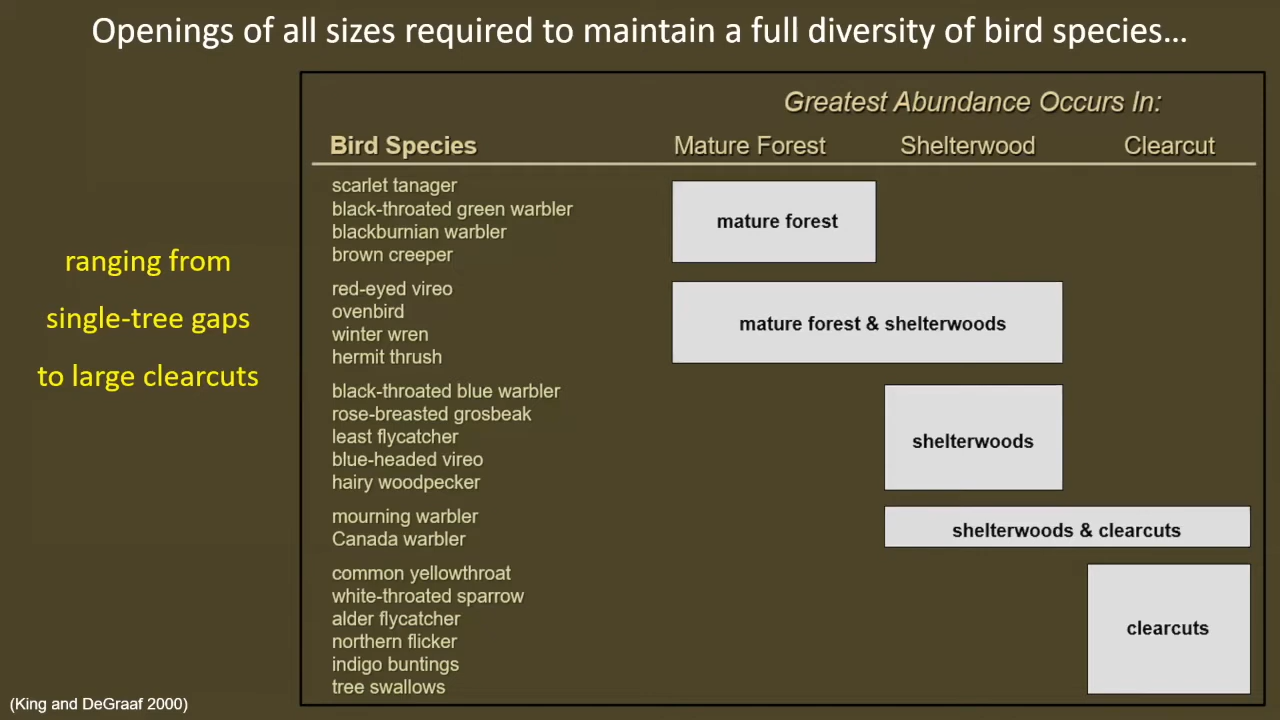 Openings of all sizes required to maintain a full diversity of bird species…
ranging from
single-tree gaps
to large clearcuts
Greatest Abundance Occurs In:
Bird Species Mature Forest Shelterwood Clearcut
scarlet tanager
black-throated green warbler
blackburnian warbler
brown creeper
mature forest
red-eyed vireo
ovenbird
winter wren
hermit thrush
mature forest & shelterwoods
black-throated blue warbler
rose-breasted grosbeak
least flycatcher
blue-headed vireo
hairy woodpecker
shelterwoods
mourning warbler
Canada warbler
shelterwoods & clearcuts
common yellowthroat
white-throated sparrow
alder flycatcher
northern flicker
indigo buntings
tree swallows
clearcuts
(King and DeGraaf 2000)